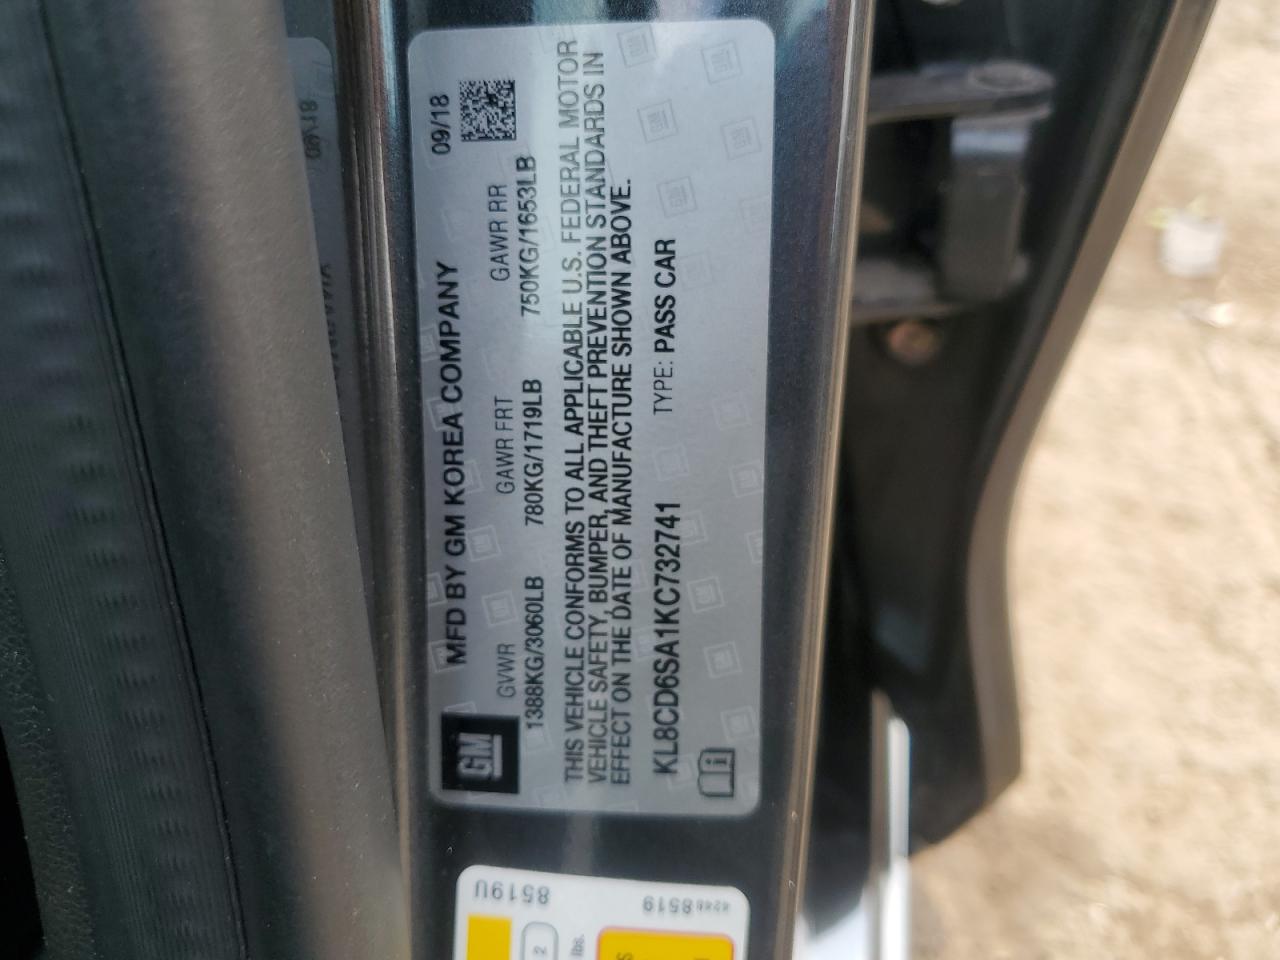 GM
MFD BY GM KOREA COMPANY 09/18
GVWR GAWR FRT GAWR RR
1388KG/3060LB 780KG/1719LB 750KG/1653LB
THIS VEHICLE CONFORMS TO ALL APPLICABLE U.S. FEDERAL MOTOR
VEHICLE SAFETY, BUMPER, AND THEFT PREVENTION STANDARDS IN
EFFECT ON THE DATE OF MANUFACTURE SHOWN ABOVE.
KL8CD6SA1KC732741 TYPE: PASS CAR
8519U
8519
2
lbs.